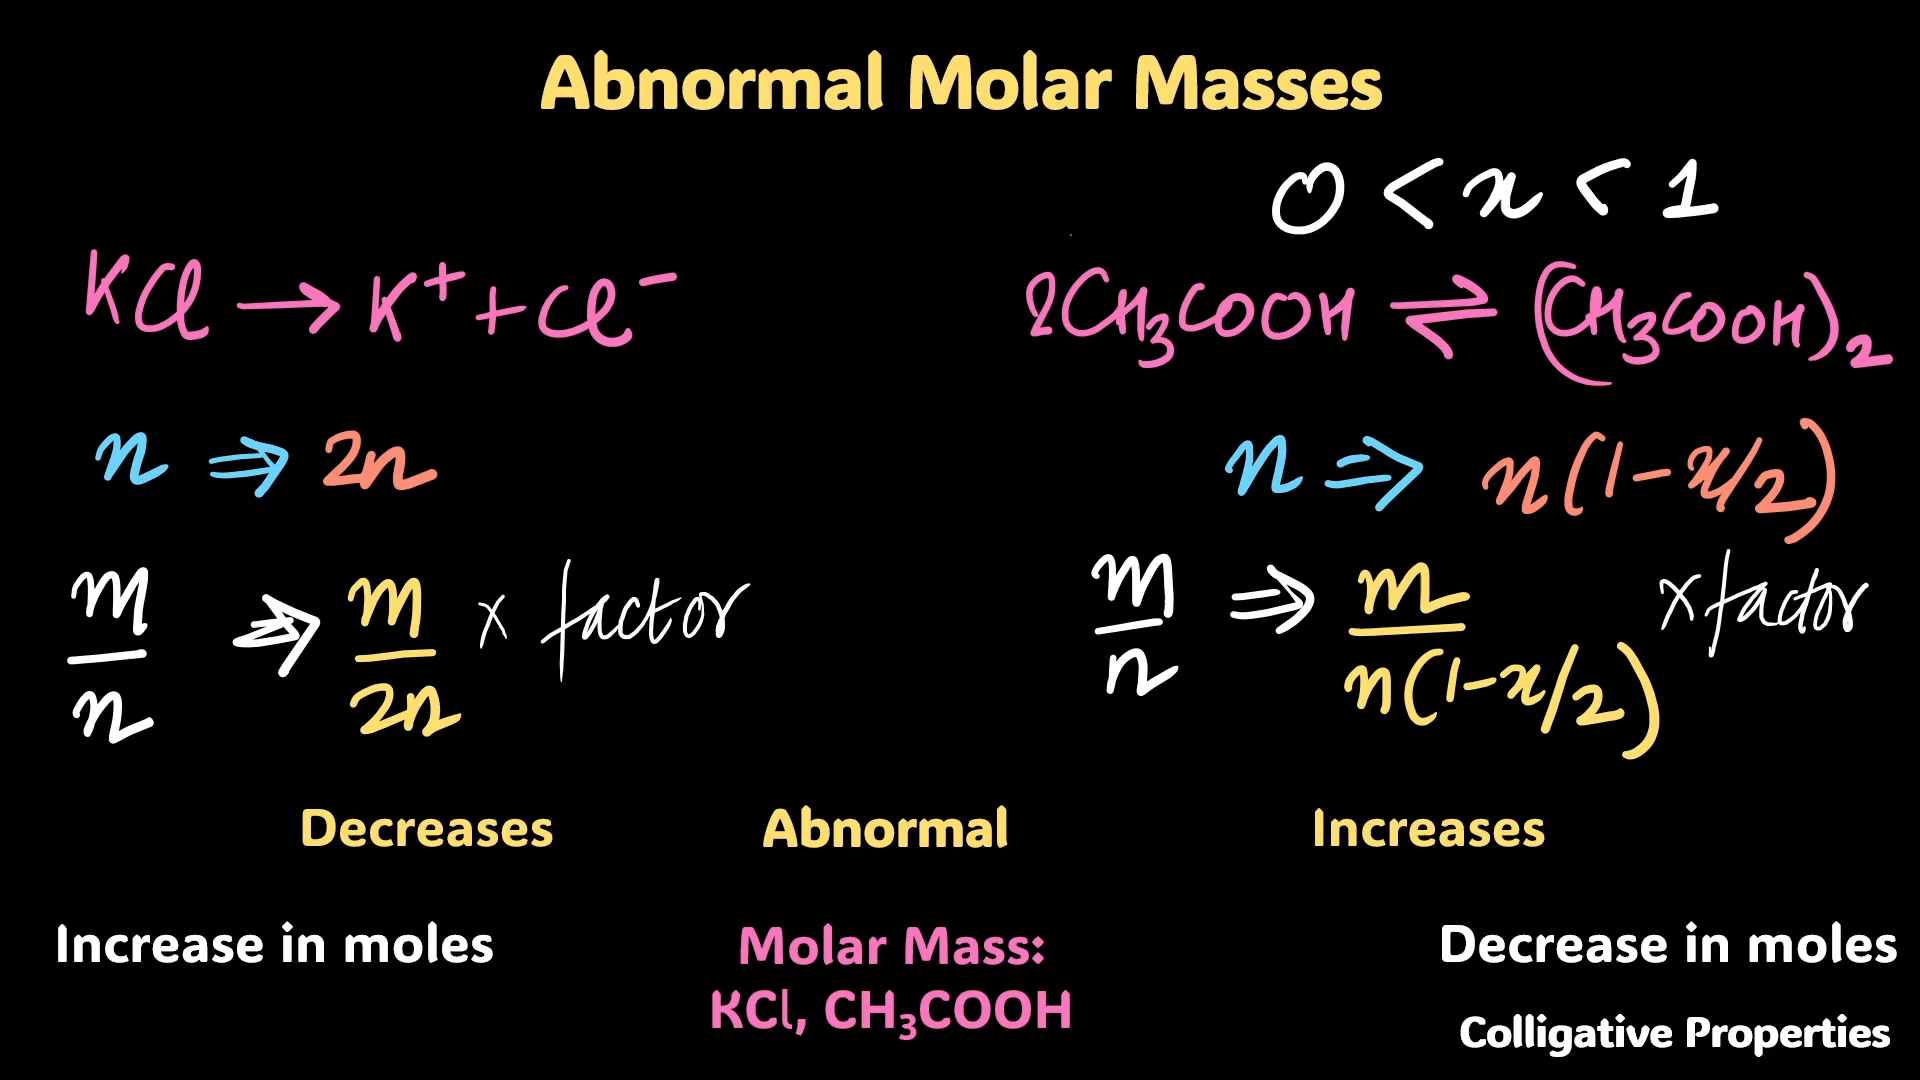 Abnormal Molar Masses
0 < x < 1
KCl → K⁺ + Cl⁻
2CH₃COOH ⇌ (CH₃COOH)₂
n ⇒ 2n
n ⇒ n(1-x/2)
m/n ⇒ m/2n × factor
m/n ⇒ m/n(1-x/2) × factor
Decreases
Abnormal
Increases
Increase in moles
Molar Mass:
KCl, CH₃COOH
Decrease in moles
Colligative Properties